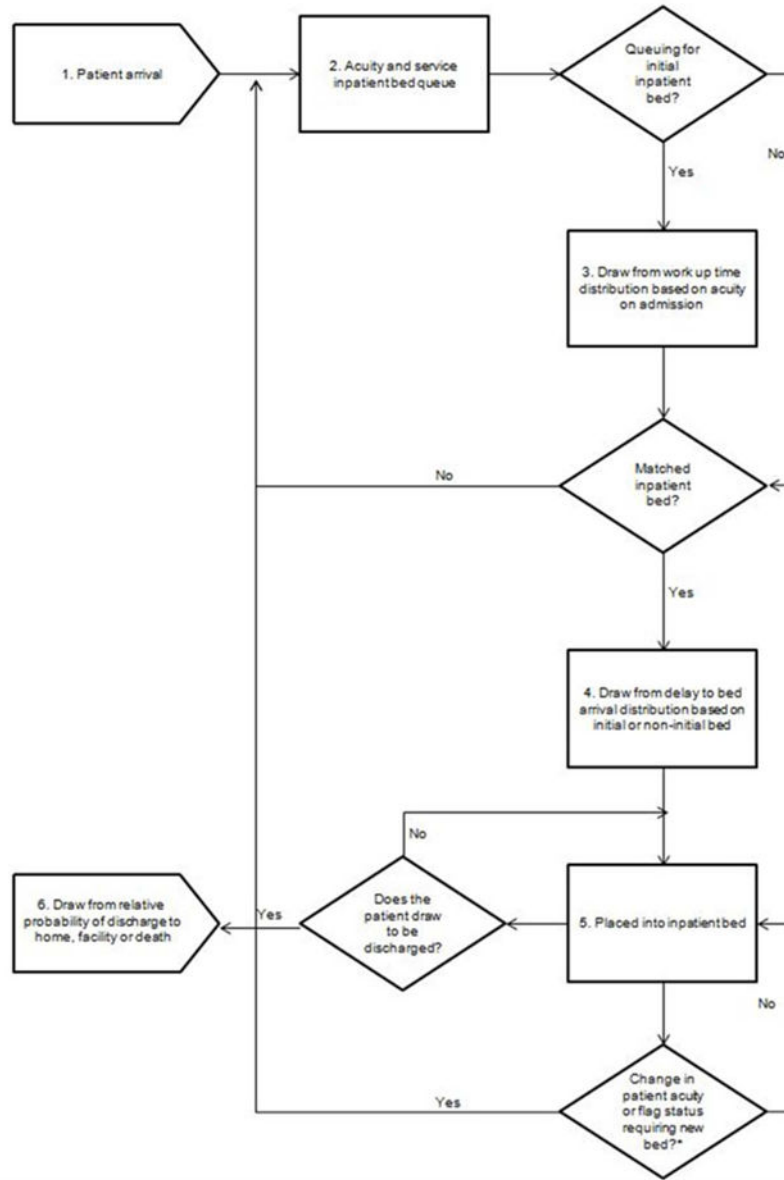 1. Patient arrival
2. Acuity and service
inpatient bed queue
Queuing for
initial
inpatient
bed?
No
Yes
3. Draw from work up time
distribution based on acuity
on admission
No
Matched
inpatient
bed?
Yes
4. Draw from delay to bed
arrival distribution based on
initial or non-initial bed
No
6. Draw from relative
probability of discharge to
home, facility or death
Yes
Does the
patient draw
to be
discharged?
5. Placed into inpatient bed
No
Yes
Change in
patient acuity
or flag status
requiring new
bed?*